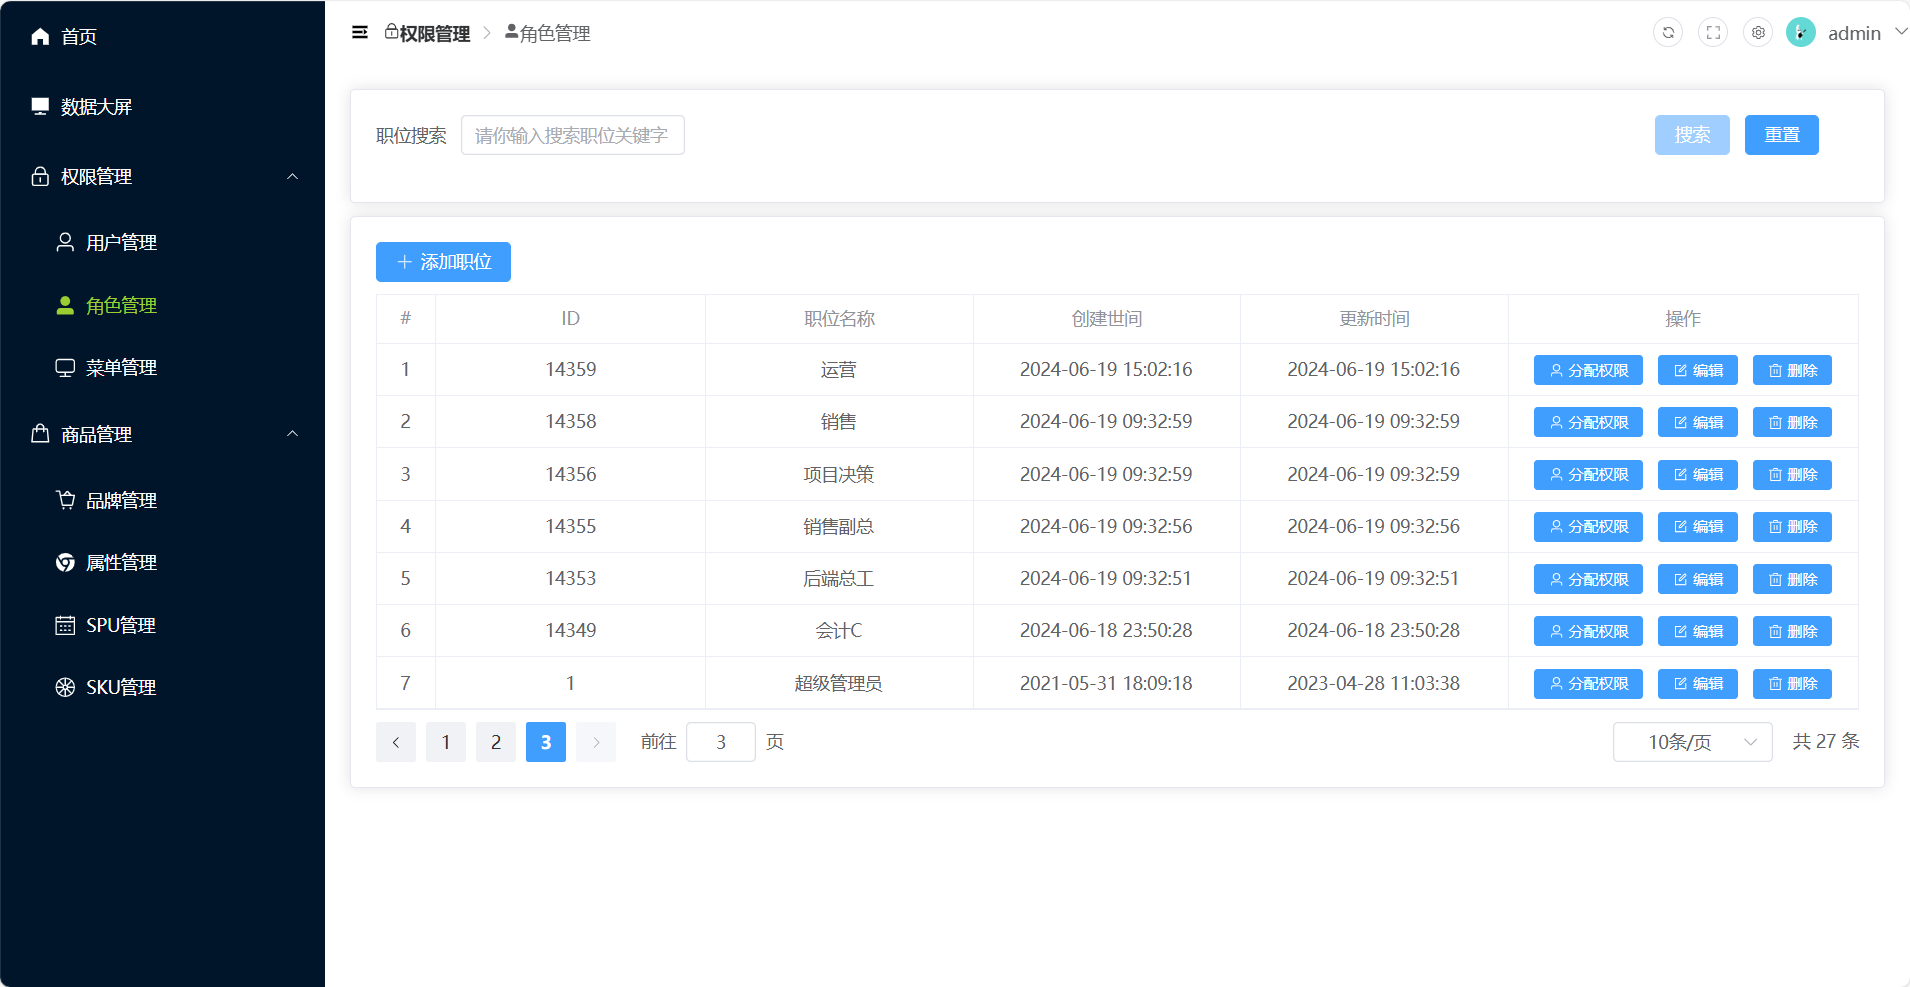 首页
数据大屏
权限管理
用户管理
角色管理
菜单管理
商品管理
品牌管理
属性管理
SPU管理
SKU管理
权限管理 > 角色管理
admin
职位搜索 请你输入搜索职位关键字 搜索 重置
+ 添加职位
# ID 职位名称 创建世间 更新时间 操作
1 14359 运营 2024-06-19 15:02:16 2024-06-19 15:02:16 分配权限 编辑 删除
2 14358 销售 2024-06-19 09:32:59 2024-06-19 09:32:59 分配权限 编辑 删除
3 14356 项目决策 2024-06-19 09:32:59 2024-06-19 09:32:59 分配权限 编辑 删除
4 14355 销售副总 2024-06-19 09:32:56 2024-06-19 09:32:56 分配权限 编辑 删除
5 14353 后端总工 2024-06-19 09:32:51 2024-06-19 09:32:51 分配权限 编辑 删除
6 14349 会计C 2024-06-18 23:50:28 2024-06-18 23:50:28 分配权限 编辑 删除
7 1 超级管理员 2021-05-31 18:09:18 2023-04-28 11:03:38 分配权限 编辑 删除
< 1 2 3 > 前往 3 页 10条/页 共 27 条